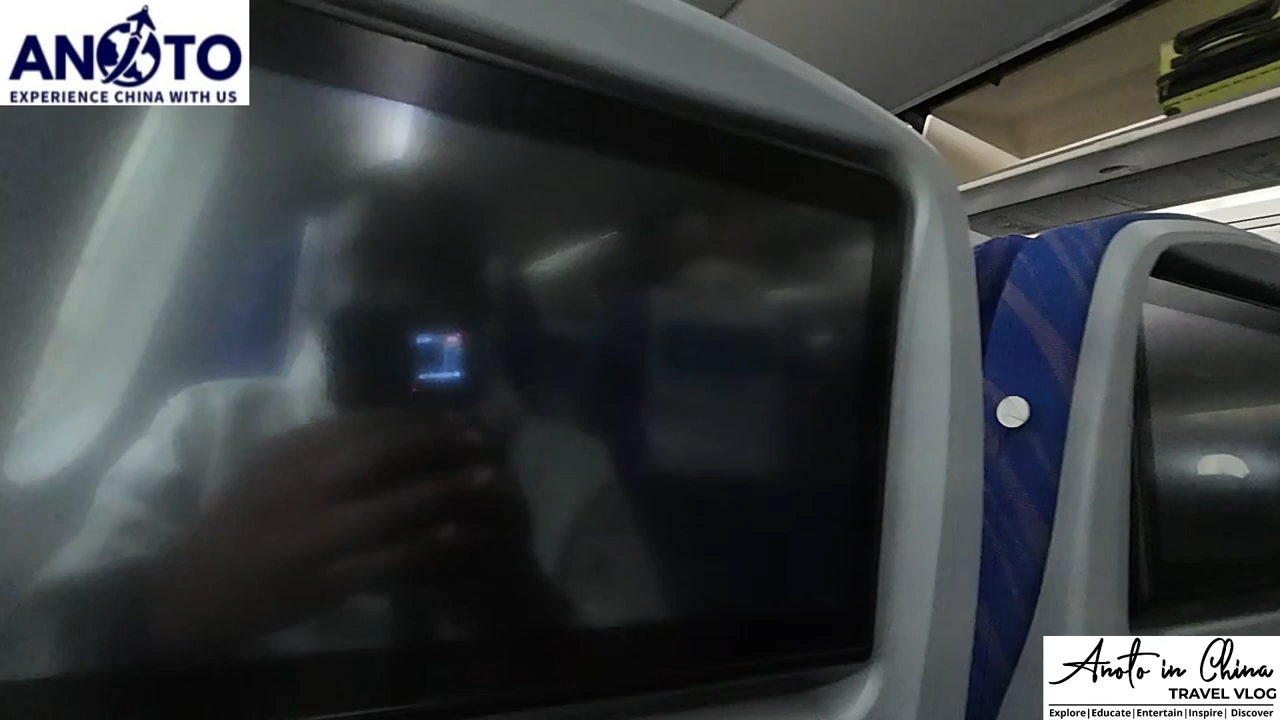 ANOTO
EXPERIENCE CHINA WITH US
Anoto in China
TRAVEL VLOG
Explore|Educate|Entertain|Inspire| Discover